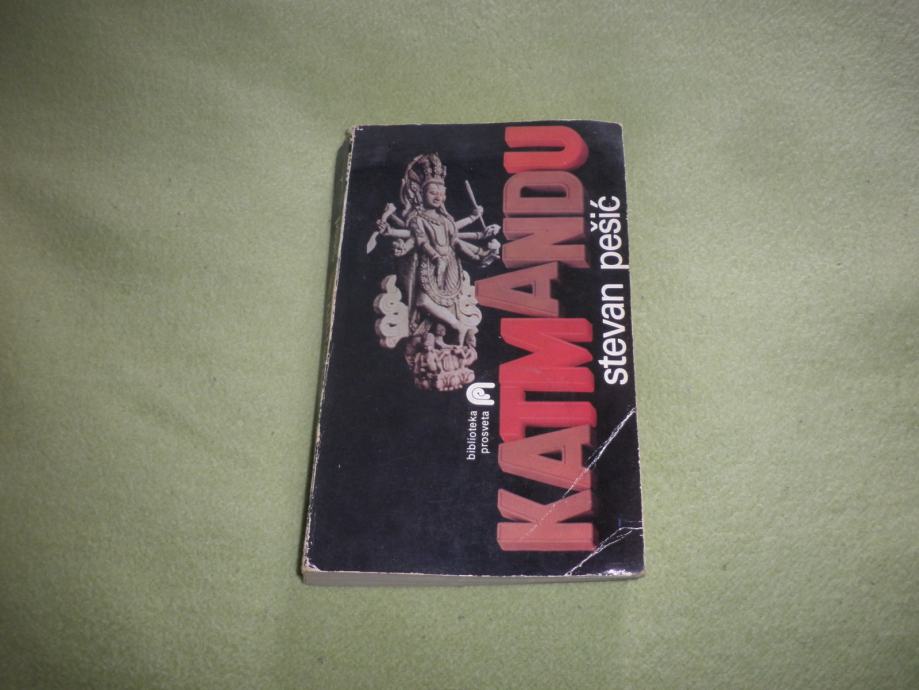 biblioteka
prosveta
KATMANDU
stevan pešić